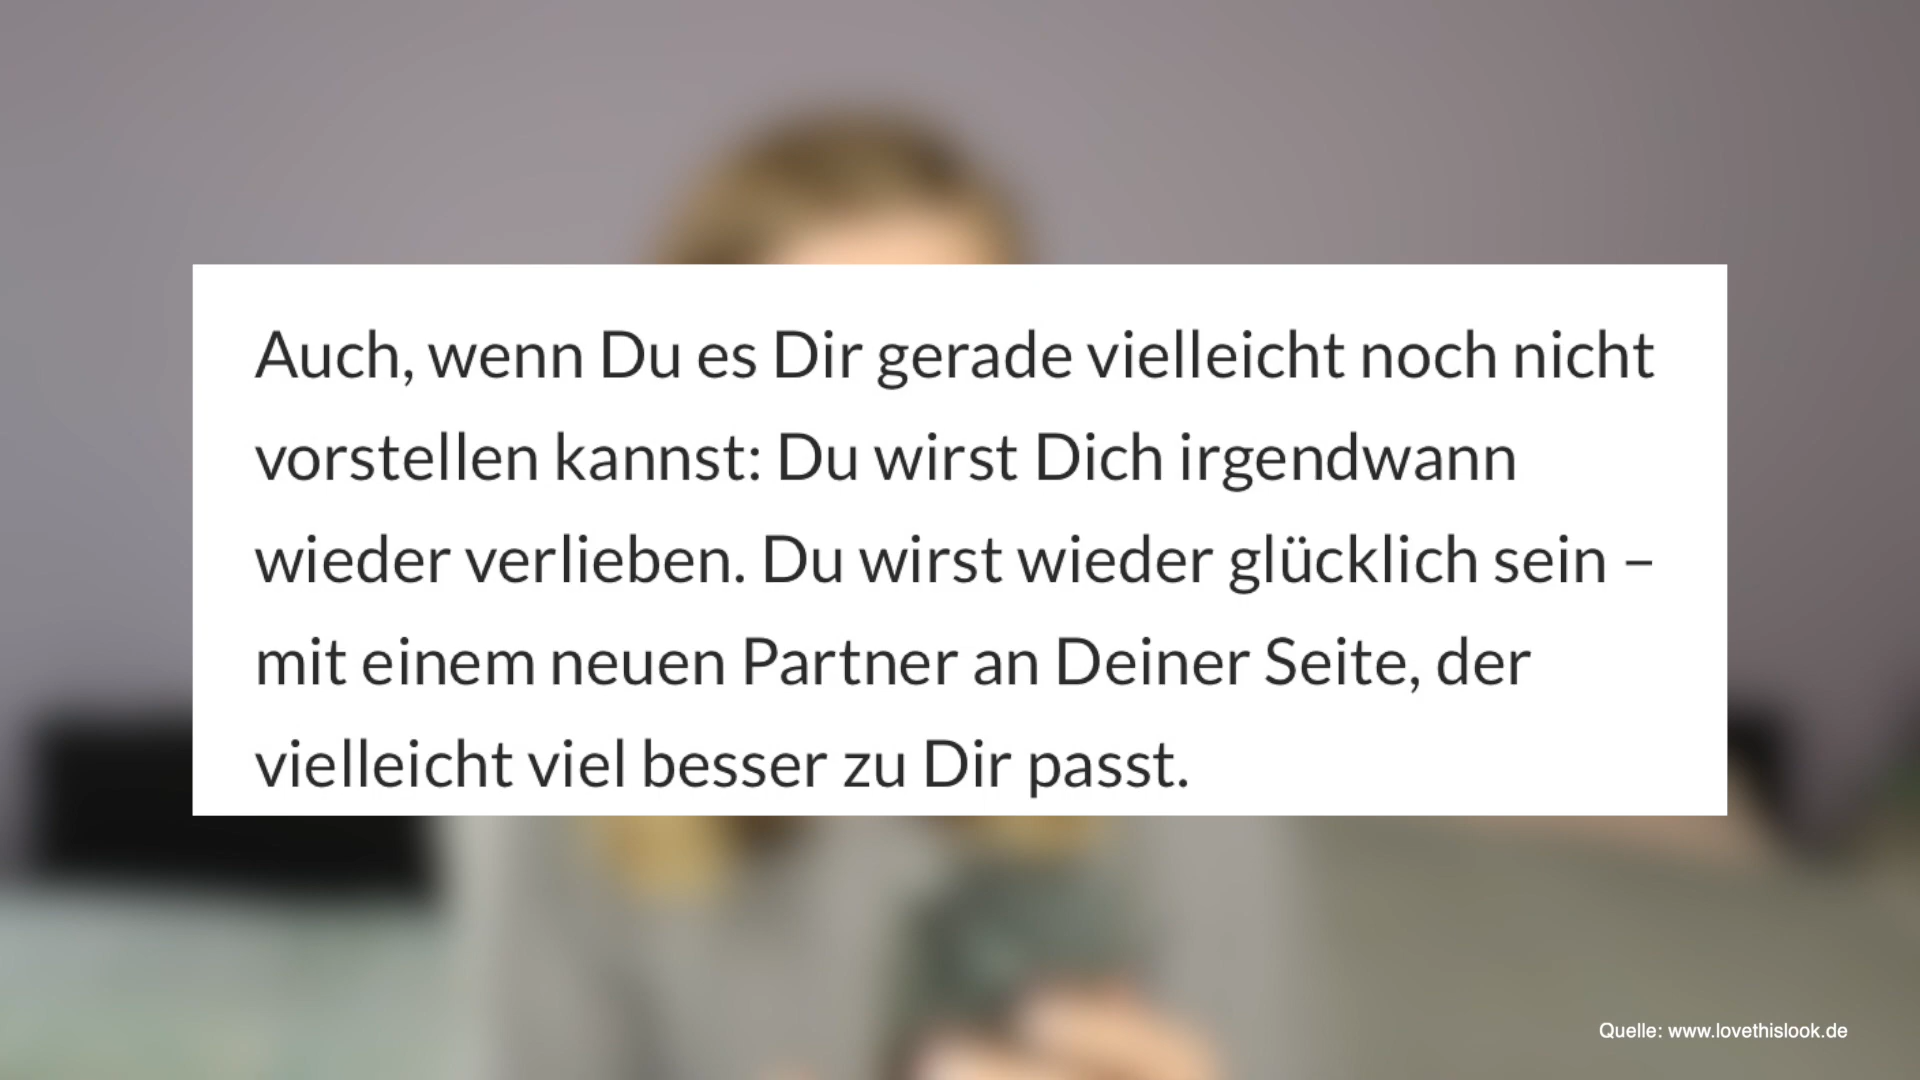 Auch, wenn Du es Dir gerade vielleicht noch nicht
vorstellen kannst: Du wirst Dich irgendwann
wieder verlieben. Du wirst wieder glücklich sein –
mit einem neuen Partner an Deiner Seite, der
vielleicht viel besser zu Dir passt.
Quelle: www.lovethislook.de